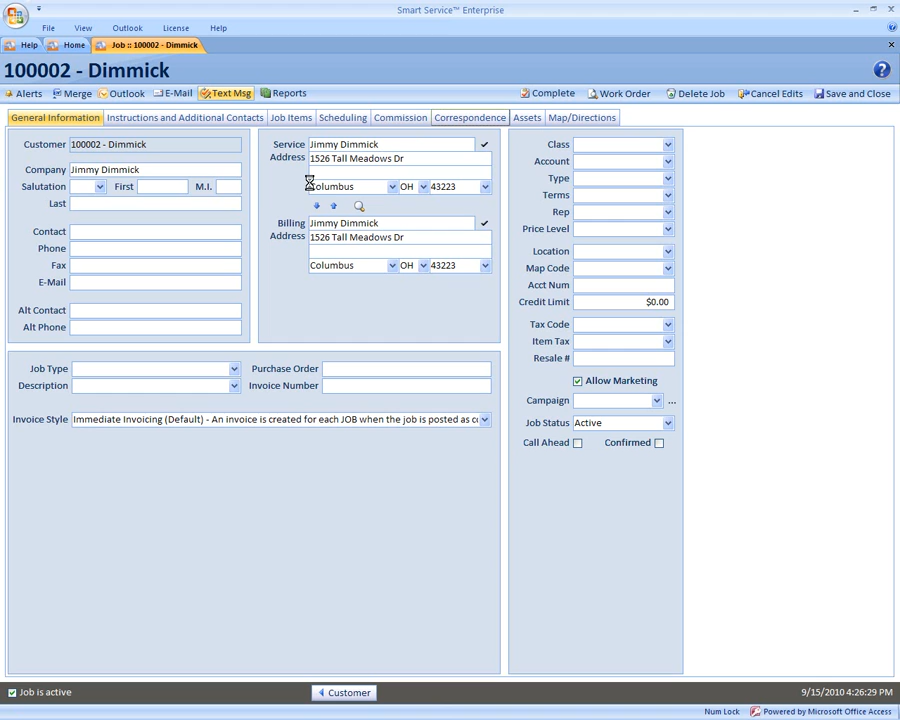 Smart Service™ Enterprise
File View Outlook License Help
Help Home Job :: 100002 - Dimmick
100002 - Dimmick
Alerts Merge Outlook E-Mail Text Msg Reports Complete Work Order Delete Job Cancel Edits Save and Close
General Information Instructions and Additional Contacts Job Items Scheduling Commission Correspondence Assets Map/Directions
Customer 100002 - Dimmick
Company Jimmy Dimmick
Salutation First M.I.
Last
Contact
Phone
Fax
E-Mail
Alt Contact
Alt Phone
Service Jimmy Dimmick
Address 1526 Tall Meadows Dr
Columbus OH 43223
Billing Jimmy Dimmick
Address 1526 Tall Meadows Dr
Columbus OH 43223
Class
Account
Type
Terms
Rep
Price Level
Location
Map Code
Acct Num
Credit Limit $0.00
Tax Code
Item Tax
Resale #
Allow Marketing
Campaign ...
Job Status Active
Call Ahead Confirmed
Job Type Purchase Order
Description Invoice Number
Invoice Style Immediate Invoicing (Default) - An invoice is created for each JOB when the job is posted as
Job is active Customer 9/15/2010 4:26:29 PM
Num Lock Powered by Microsoft Office Access